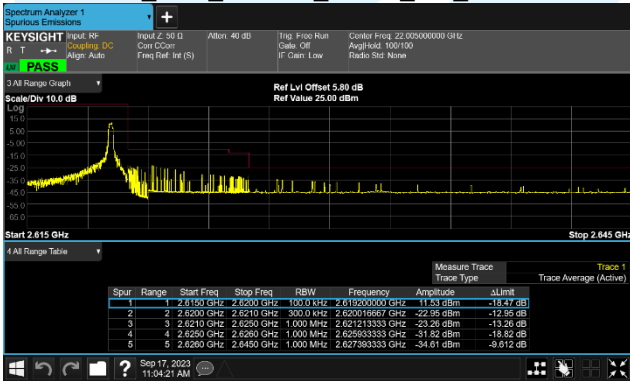 Spectrum Analyzer 1
Spurious Emissions
+
KEYSIGHT Input: RF Input Z: 50 Ω Atten: 40 dB Trig: Free Run Center Freq: 22.005000000 GHz
R T Coupling: DC Corr CCorr Gate: Off Avg|Hold: 100/100
Align: Auto Freq Ref: Int (S) IF Gain: Low Radio Std: None
LXI PASS
3 All Range Graph
Ref Lvl Offset 5.80 dB
Scale/Div 10.0 dB Ref Value 25.00 dBm
Log
15.0
5.00
-5.00
-15.0
-25.0
-35.0
-45.0
-55.0
-65.0
Start 2.615 GHz Stop 2.645 GHz
4 All Range Table
Measure Trace Trace 1
Trace Type Trace Average (Active)
Spur Range Start Freq Stop Freq RBW Frequency Amplitude ΔLimit
1 1 2.6150 GHz 2.6200 GHz 100.0 kHz 2.619200000 GHz 11.53 dBm -18.47 dB
2 2 2.6200 GHz 2.6210 GHz 300.0 kHz 2.620016667 GHz -22.95 dBm -12.95 dB
3 3 2.6210 GHz 2.6250 GHz 1.000 MHz 2.621213333 GHz -23.26 dBm -13.26 dB
4 4 2.6250 GHz 2.6260 GHz 1.000 MHz 2.625933333 GHz -31.82 dBm -18.82 dB
5 5 2.6260 GHz 2.6450 GHz 1.000 MHz 2.627393333 GHz -34.61 dBm -9.612 dB
? Sep 17, 2023
11:04:21 AM